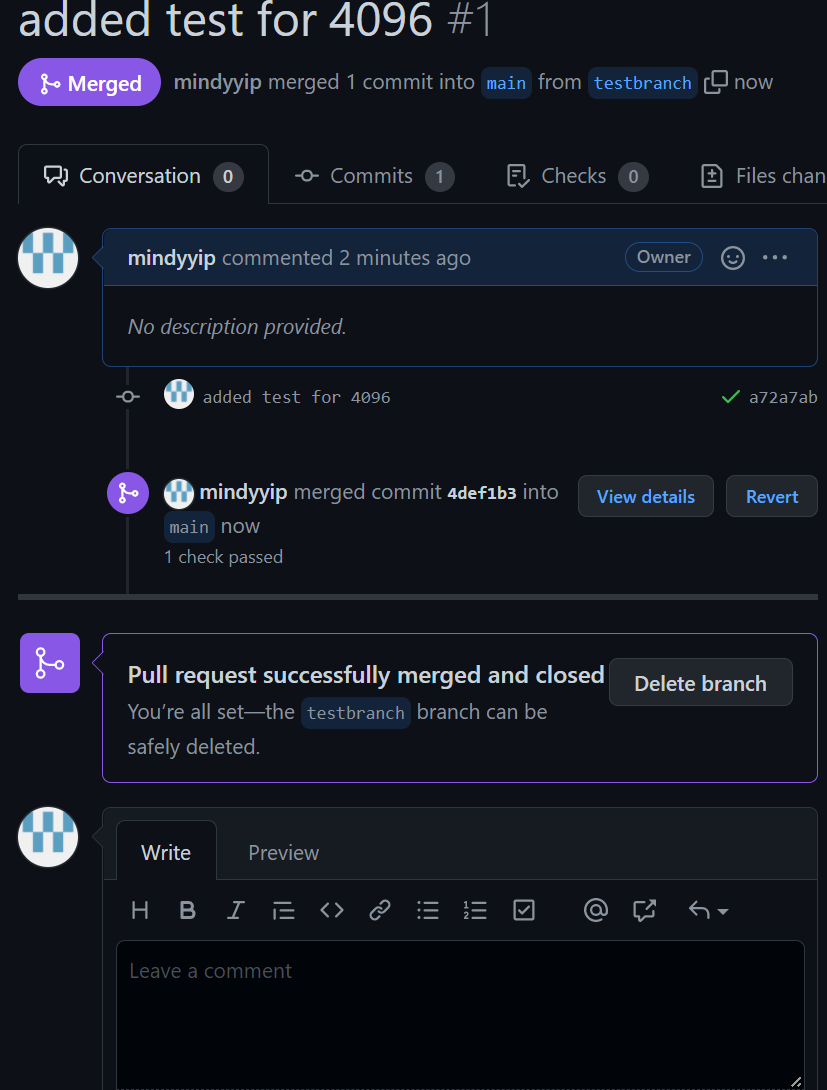 added test for 4096 #1
Merged mindyyip merged 1 commit into main from testbranch now
Conversation 0 Commits 1 Checks 0 Files chan
mindyyip commented 2 minutes ago Owner
No description provided.
added test for 4096 a72a7ab
mindyyip merged commit 4def1b3 into View details Revert
main now
1 check passed
Pull request successfully merged and closed Delete branch
You’re all set—the testbranch branch can be
safely deleted.
Write Preview
Leave a comment